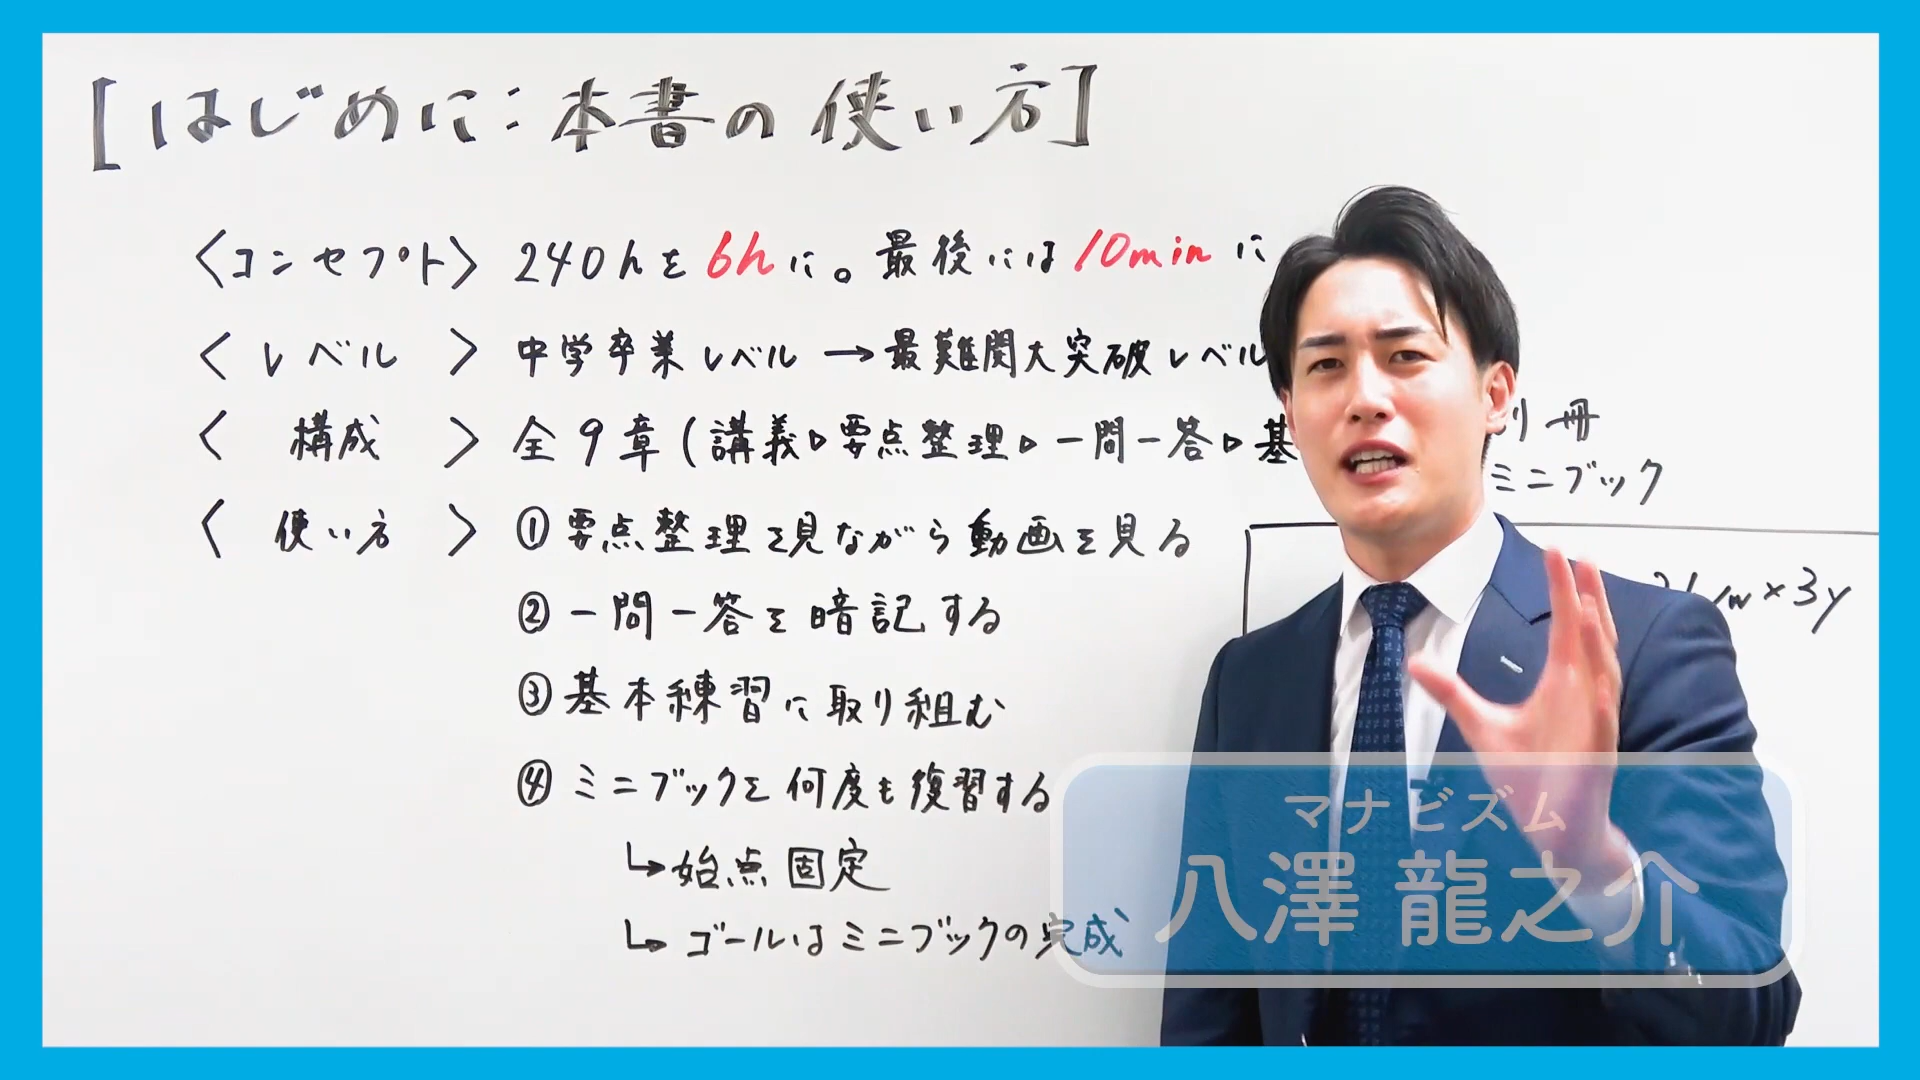 [はじめに：本書の使い方]
〈コンセプト〉 240hを6hに。最後には10minに
〈レベル〉 中学卒業レベル → 最難関大突破レベル
〈構成〉 全9章(講義▷要点整理▷一問一答▷基
冊
ミニブック
〈使い方〉 ①要点整理を見ながら動画を見る
×3y
②一問一答を暗記する
③基本練習に取り組む
④ミニブックを何度も復習する
↳始点固定
↳ゴールはミニブックの完成
マナビズム
八澤 龍之介